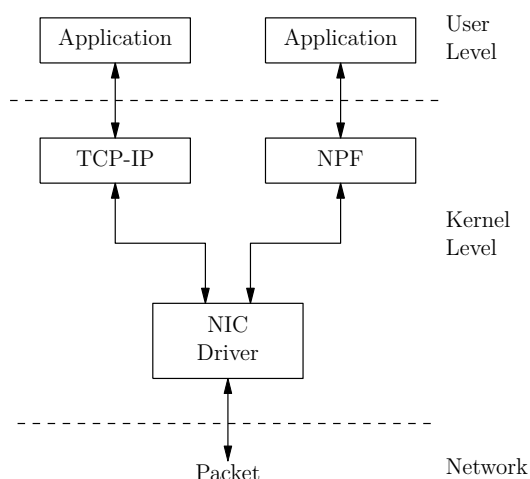 Application
Application
User
Level
TCP-IP
NPF
Kernel
Level
NIC
Driver
Packet
Network